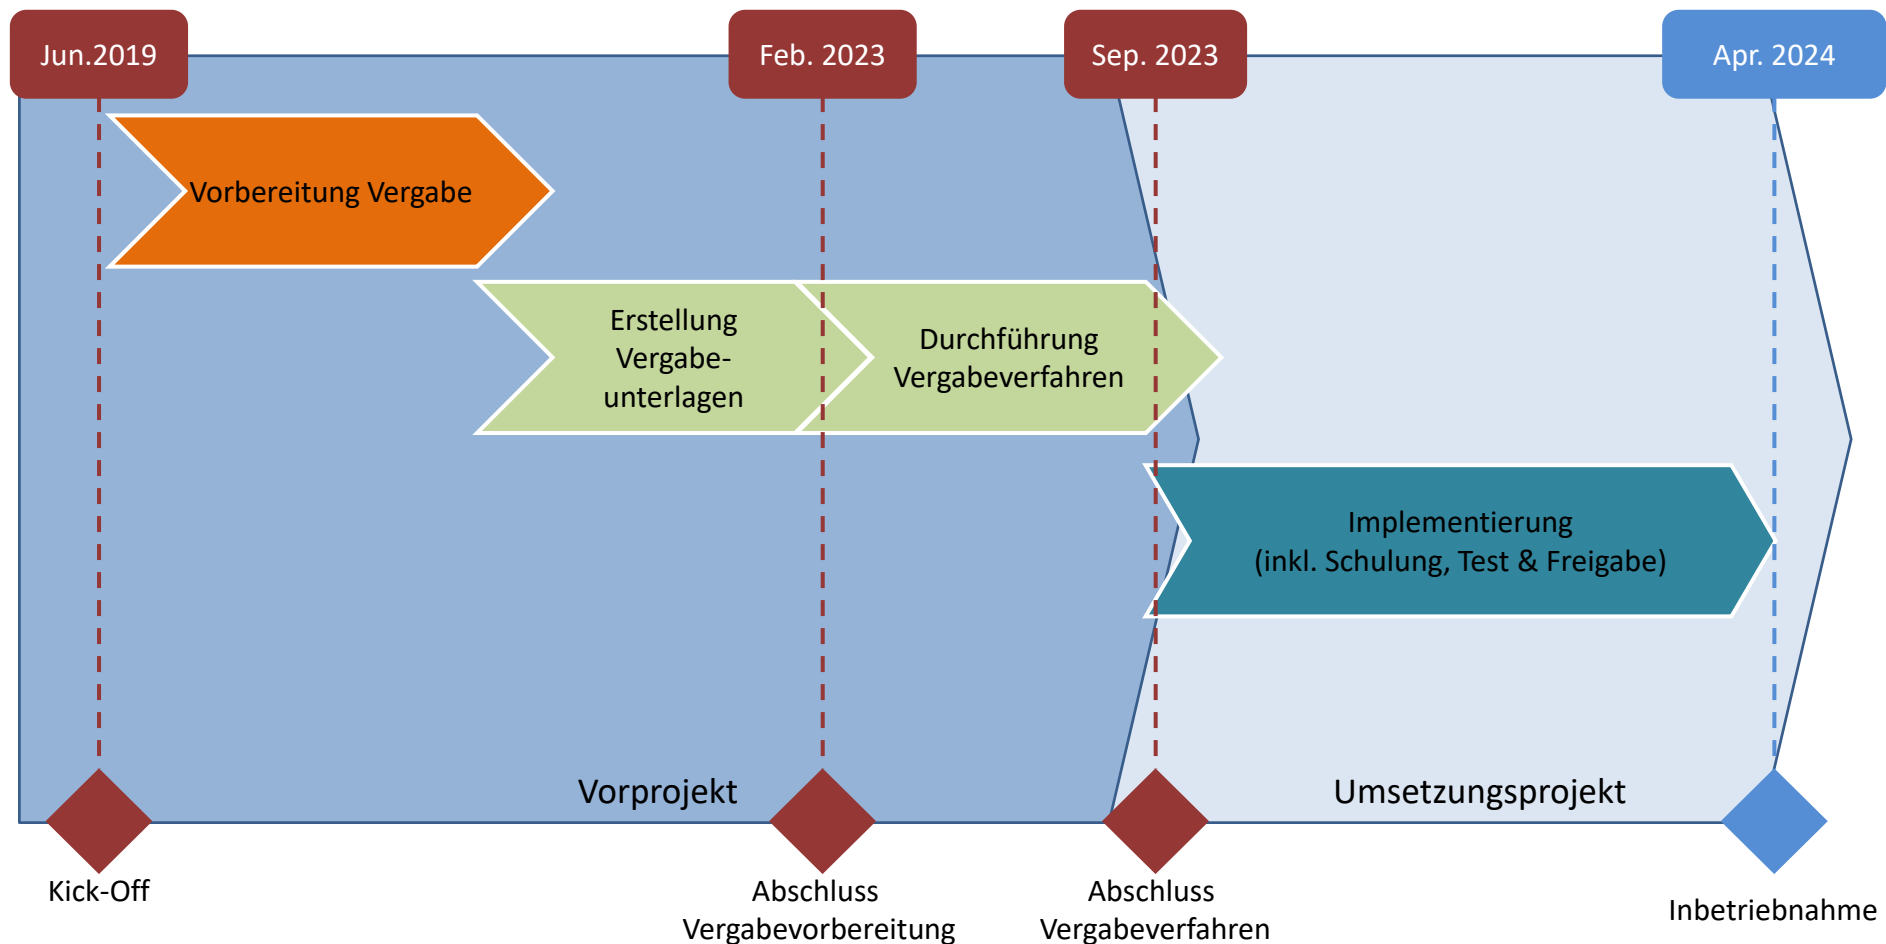 Jun.2019
Feb. 2023
Sep. 2023
Apr. 2024
Vorbereitung Vergabe
Erstellung
Vergabe-
unterlagen
Durchführung
Vergabeverfahren
Implementierung
(inkl. Schulung, Test & Freigabe)
Vorprojekt
Umsetzungsprojekt
Kick-Off
Abschluss
Vergabevorbereitung
Abschluss
Vergabeverfahren
Inbetriebnahme